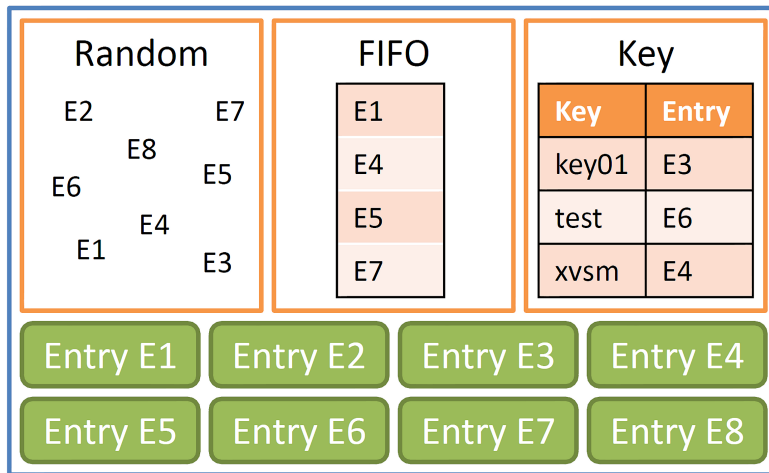 Random
E2
E7
E8
E5
E6
E4
E1
E3
FIFO
E1
E4
E5
E7
Key
Key Entry
key01 E3
test E6
xvsm E4
Entry E1 Entry E2 Entry E3 Entry E4
Entry E5 Entry E6 Entry E7 Entry E8